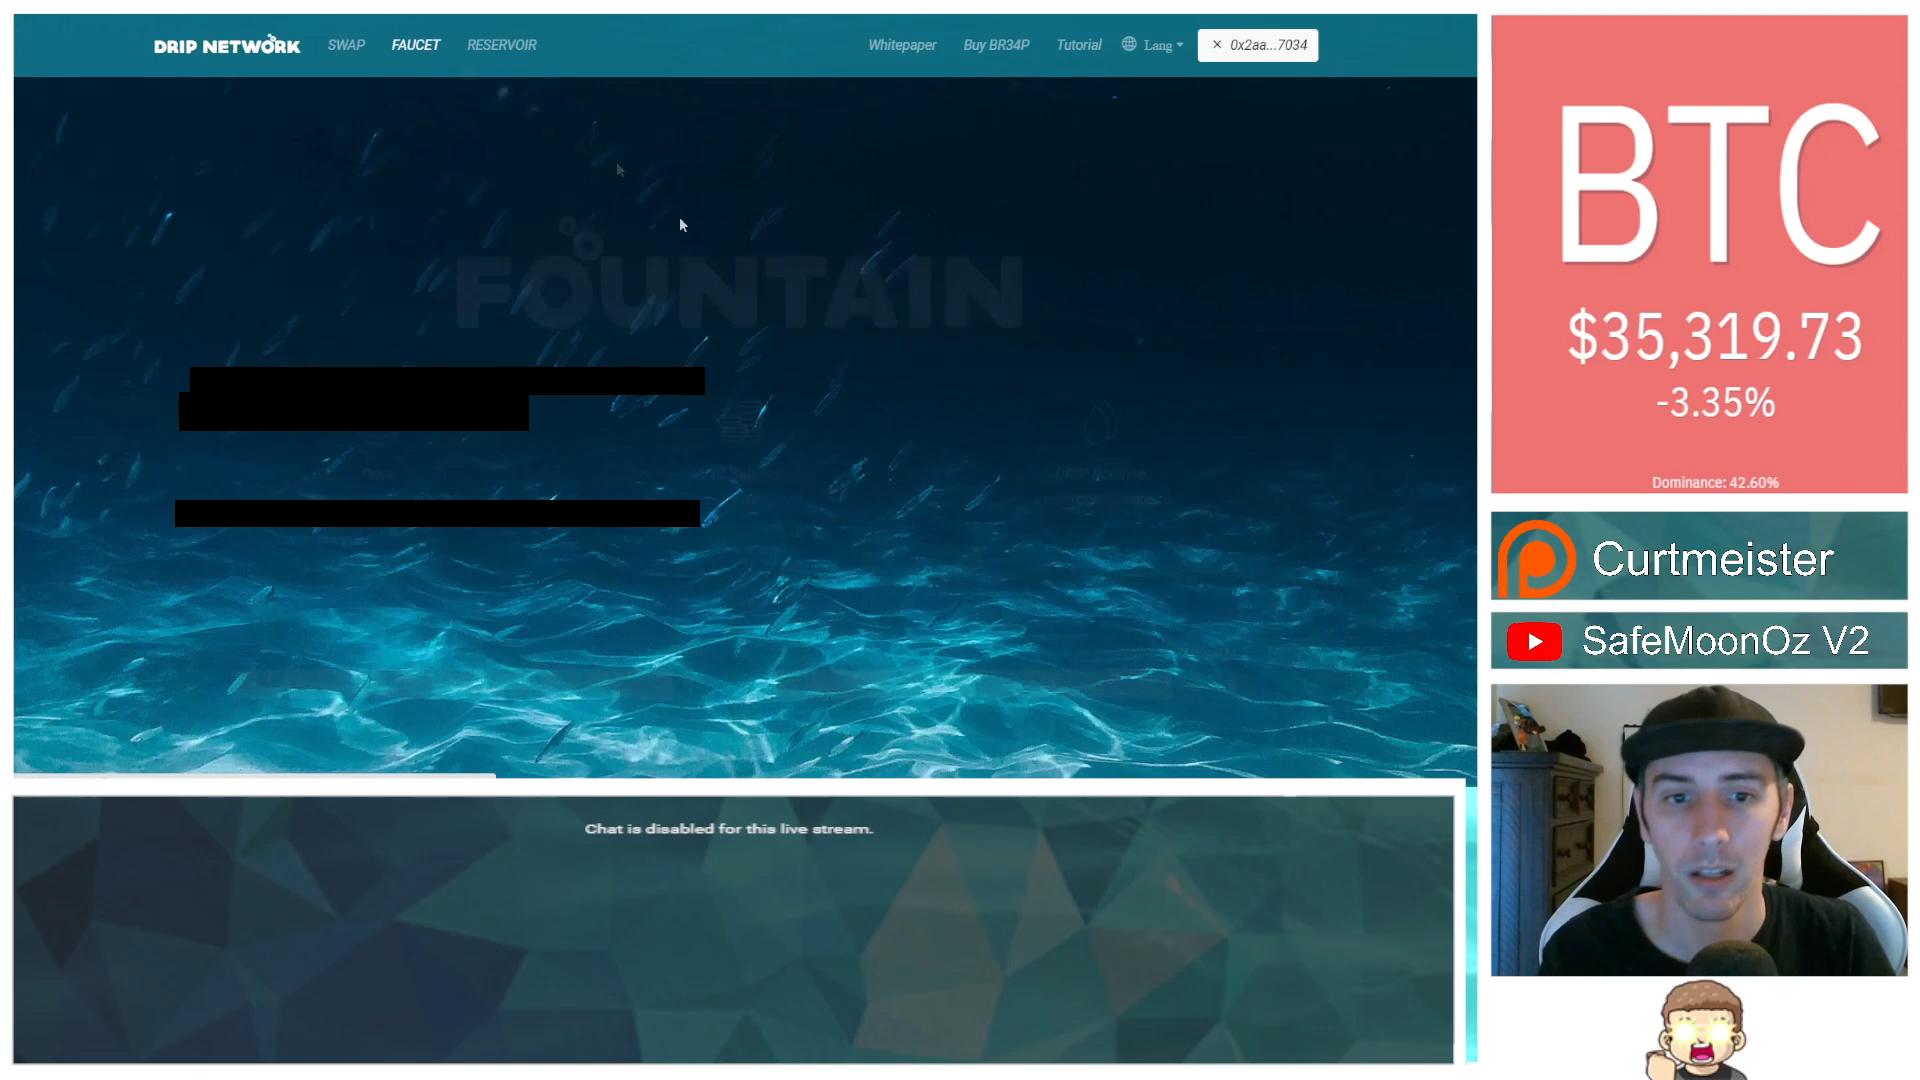 DRIP NETWORK SWAP FAUCET RESERVOIR Whitepaper Buy BR34P Tutorial Lang × 0x2aa...7034
FOUNTAIN
Chat is disabled for this live stream.
BTC
$35,319.73
-3.35%
Dominance: 42.60%
Curtmeister
SafeMoonOz V2